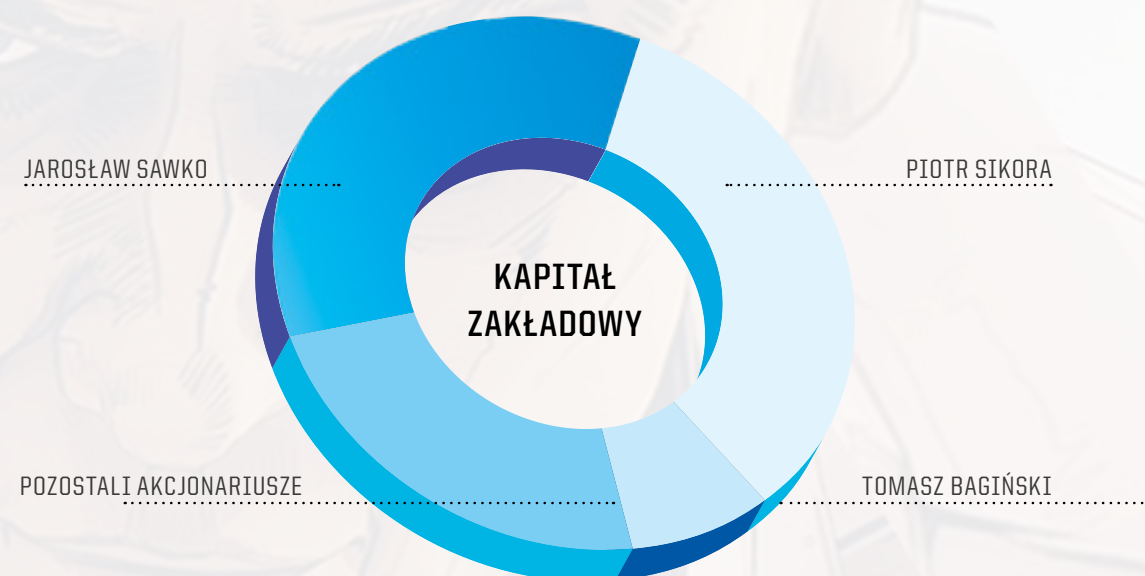 JAROSŁAW SAWKO
PIOTR SIKORA
KAPITAŁ
ZAKŁADOWY
POZOSTALI AKCJONARIUSZE
TOMASZ BAGIŃSKI